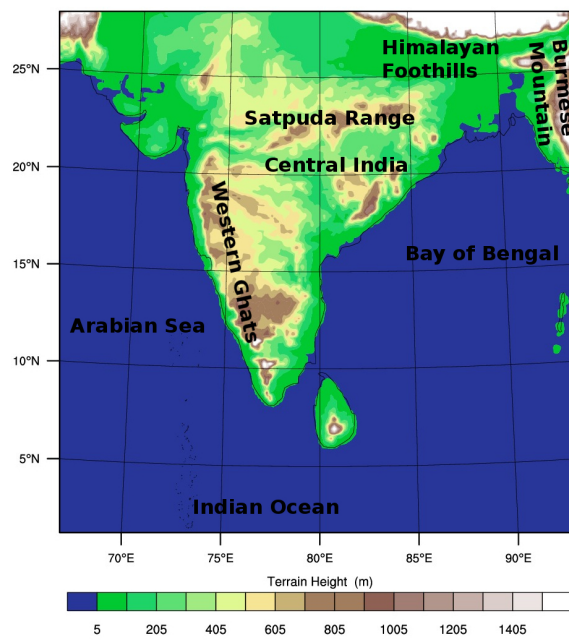 Himalayan
Foothills
Burmese
Mountain
Satpuda Range
Central India
Western Ghats
Bay of Bengal
Arabian Sea
Indian Ocean
25°N
20°N
15°N
10°N
5°N
70°E 75°E 80°E 85°E 90°E
Terrain Height (m)
5 205 405 605 805 1005 1205 1405